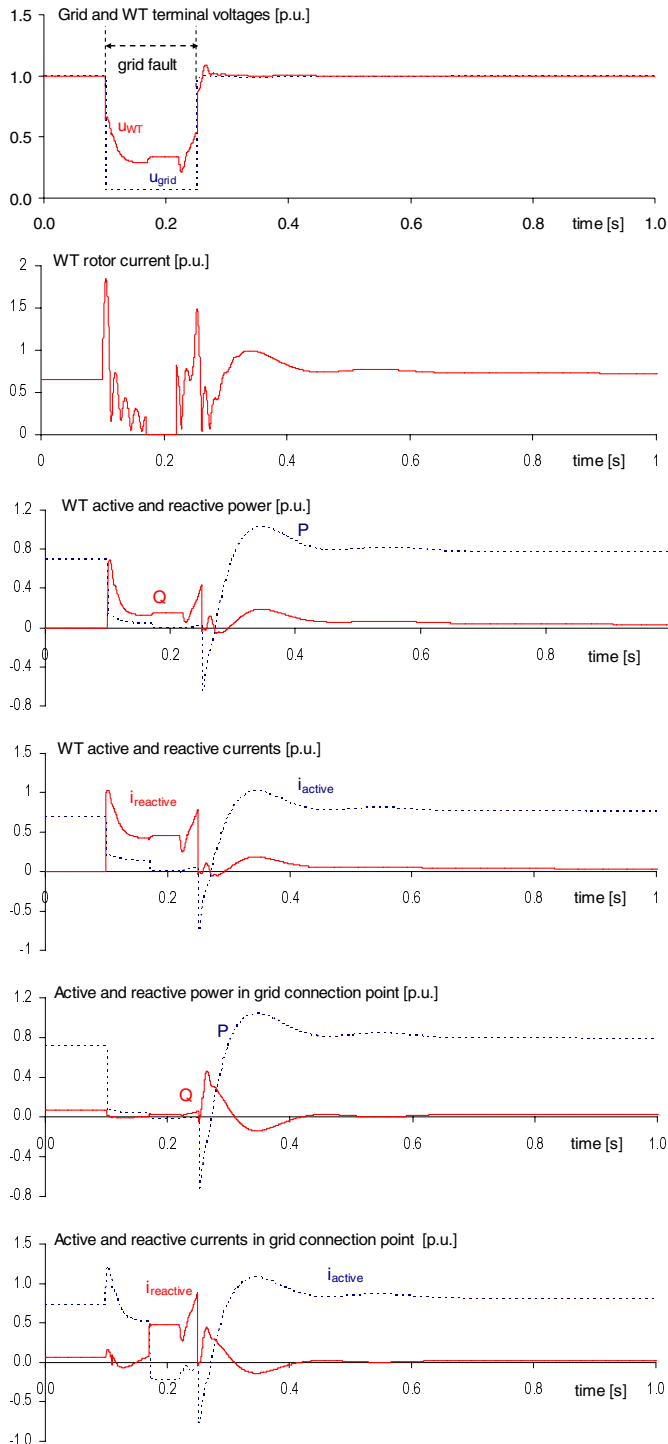 Grid and WT terminal voltages [p.u.]
1.5
grid fault
1.0
uWT
0.5
ugrid
0.0
0.0 0.2 0.4 0.6 0.8 1.0
time [s]
WT rotor current [p.u.]
2
1.5
1
0.5
0
0 0.2 0.4 0.6 0.8 1
time [s]
WT active and reactive power [p.u.]
1.2
P
0.8
Q
0.4
0
0 0.2 0.4 0.6 0.8
time [s]
-0.4
-0.8
WT active and reactive currents [p.u.]
1.5
ireactive
iactive
1
0.5
0
0 0.2 0.4 0.6 0.8 1
time [s]
-0.5
-1
Active and reactive power in grid connection point [p.u.]
1.2
P
0.8
Q
0.4
0.0
0.0 0.2 0.4 0.6 0.8 1.0
time [s]
-0.4
-0.8
Active and reactive currents in grid connection point [p.u.]
1.5
ireactive
iactive
1.0
0.5
0.0
0.0 0.2 0.4 0.6 0.8 1.0
time [s]
-0.5
-1.0